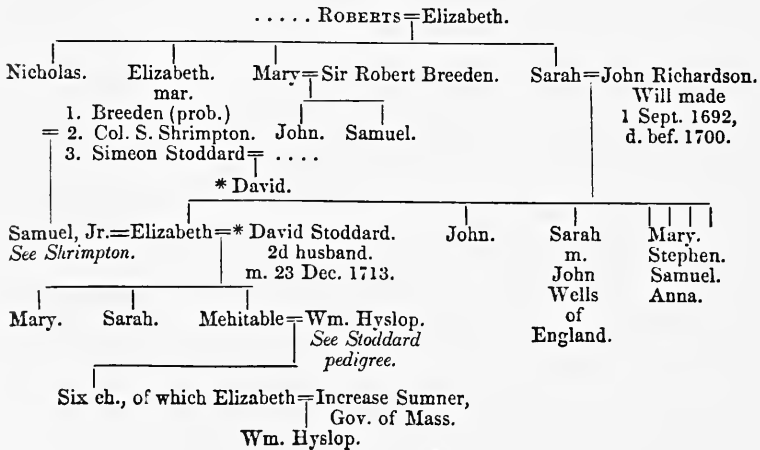 ..... ROBERTS=Elizabeth.
Nicholas. Elizabeth. Mary=Sir Robert Breeden. Sarah=John Richardson.
mar. Will made
1. Breeden (prob.) 1 Sept. 1692,
= 2. Col. S. Shrimpton. John. Samuel. d. bef. 1700.
3. Simeon Stoddard= ....
* David.
Samuel, Jr.=Elizabeth=* David Stoddard. John. Sarah Mary.
See Shrimpton. 2d husband. m. Stephen.
m. 23 Dec. 1713. John Samuel.
Wells Anna.
Mary. Sarah. Mehitable=Wm. Hyslop. of
See Stoddard England.
pedigree.
Six ch., of which Elizabeth=Increase Sumner,
Gov. of Mass.
Wm. Hyslop.